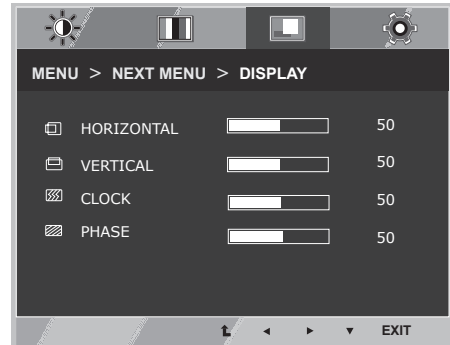 MENU > NEXT MENU > DISPLAY
HORIZONTAL 50
VERTICAL 50
CLOCK 50
PHASE 50
EXIT